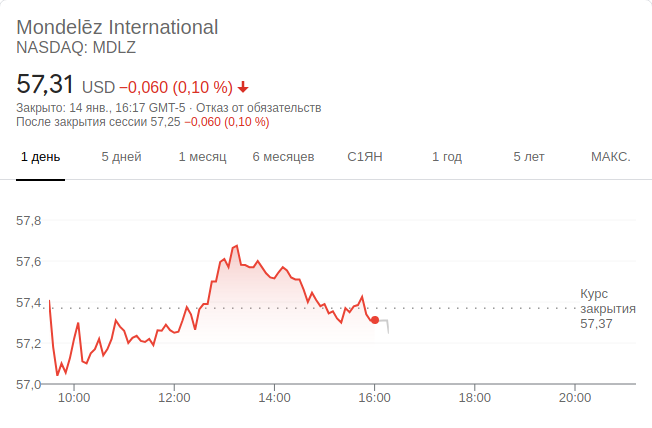 Mondelēz International
NASDAQ: MDLZ
57,31 USD −0,060 (0,10 %)
Закрыто: 14 янв., 16:17 GMT-5 · Отказ от обязательств
После закрытия сессии 57,25 −0,060 (0,10 %)
1 день 5 дней 1 месяц 6 месяцев С1ЯН 1 год 5 лет МАКС.
57,8
57,6
57,4
57,2
57,0
Курс
закрытия
57,37
10:00 12:00 14:00 16:00 18:00 20:00